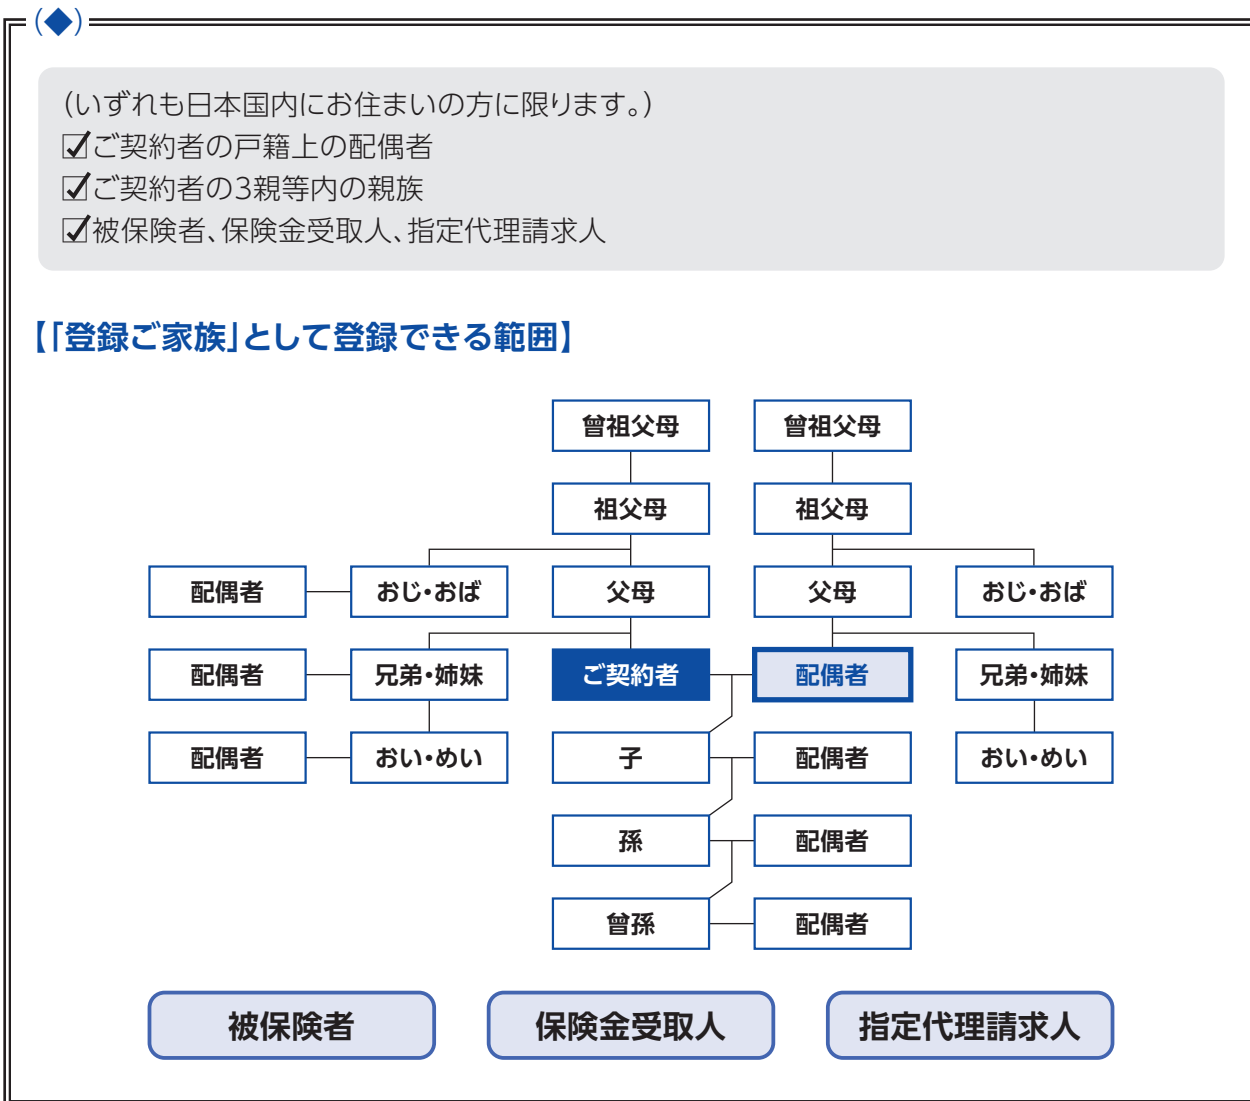 (◆)
(いずれも日本国内にお住まいの方に限ります。)
☑ご契約者の戸籍上の配偶者
☑ご契約者の3親等内の親族
☑被保険者、保険金受取人、指定代理請求人
【「登録ご家族」として登録できる範囲】
曾祖父母 曾祖父母
祖父母 祖父母
配偶者 おじ・おば 父母 父母 おじ・おば
配偶者 兄弟・姉妹 ご契約者 配偶者 兄弟・姉妹
配偶者 おい・めい 子 配偶者 おい・めい
孫 配偶者
曾孫 配偶者
被保険者 保険金受取人 指定代理請求人